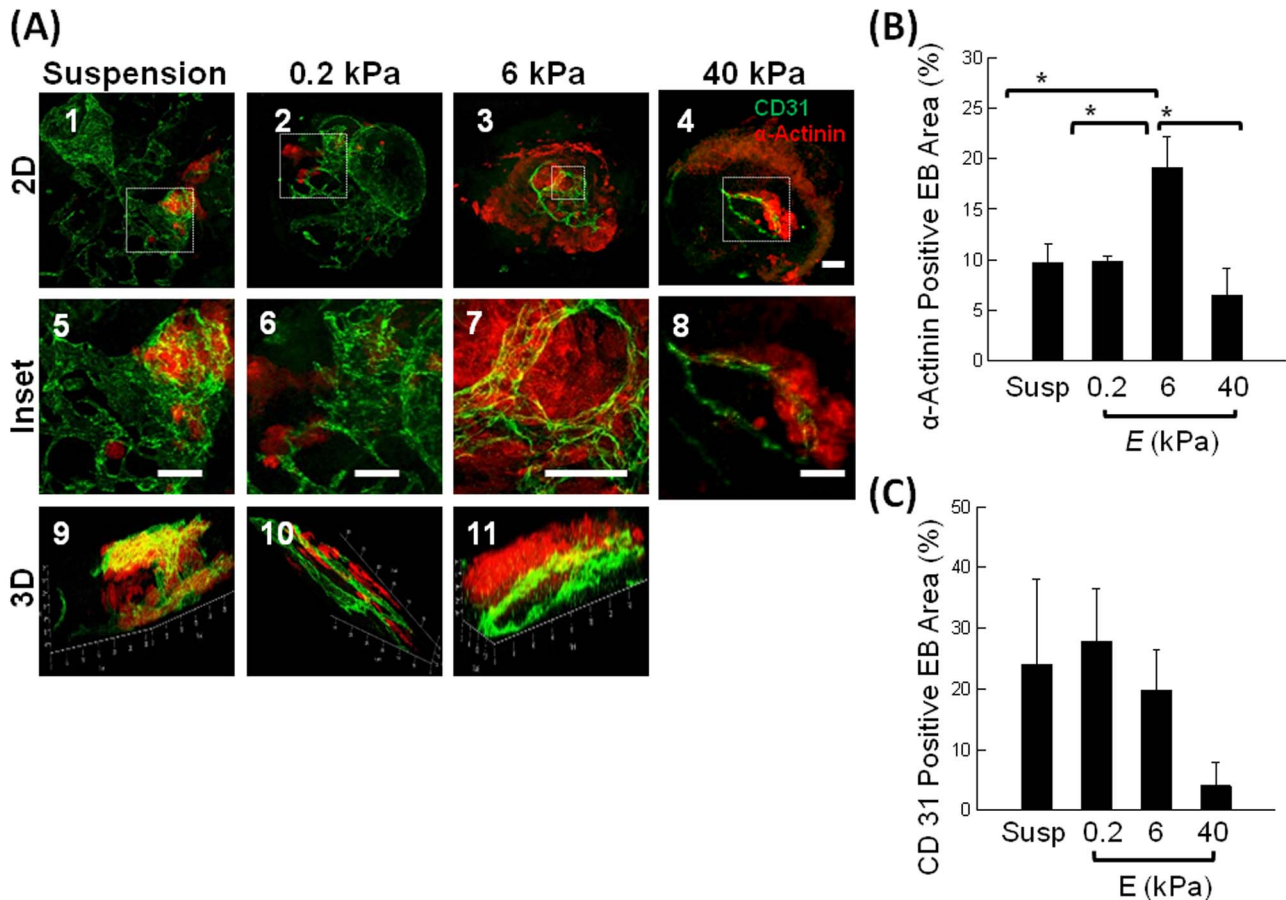 (A)
Suspension 0.2 kPa 6 kPa 40 kPa
2D
1 2 3 4
CD31
α-Actinin
Inset
5 6 7 8
3D
9 10 11
(B)
α-Actinin Positive EB Area (%)
30
25
20
15
10
5
0
* * *
Susp 0.2 6 40
E (kPa)
(C)
CD 31 Positive EB Area (%)
50
40
30
20
10
0
Susp 0.2 6 40
E (kPa)